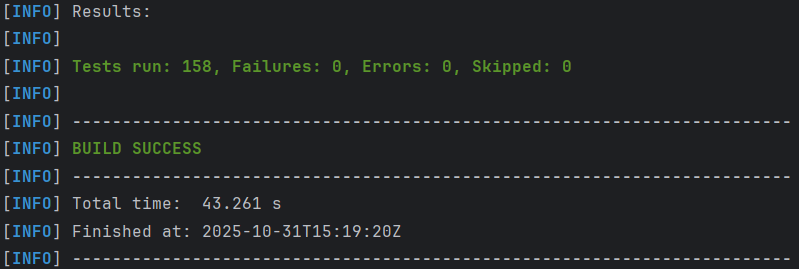 [INFO] Results:
[INFO]
[INFO] Tests run: 158, Failures: 0, Errors: 0, Skipped: 0
[INFO]
[INFO] ------------------------------------------------------------------------
[INFO] BUILD SUCCESS
[INFO] ------------------------------------------------------------------------
[INFO] Total time:  43.261 s
[INFO] Finished at: 2025-10-31T15:19:20Z
[INFO] ------------------------------------------------------------------------